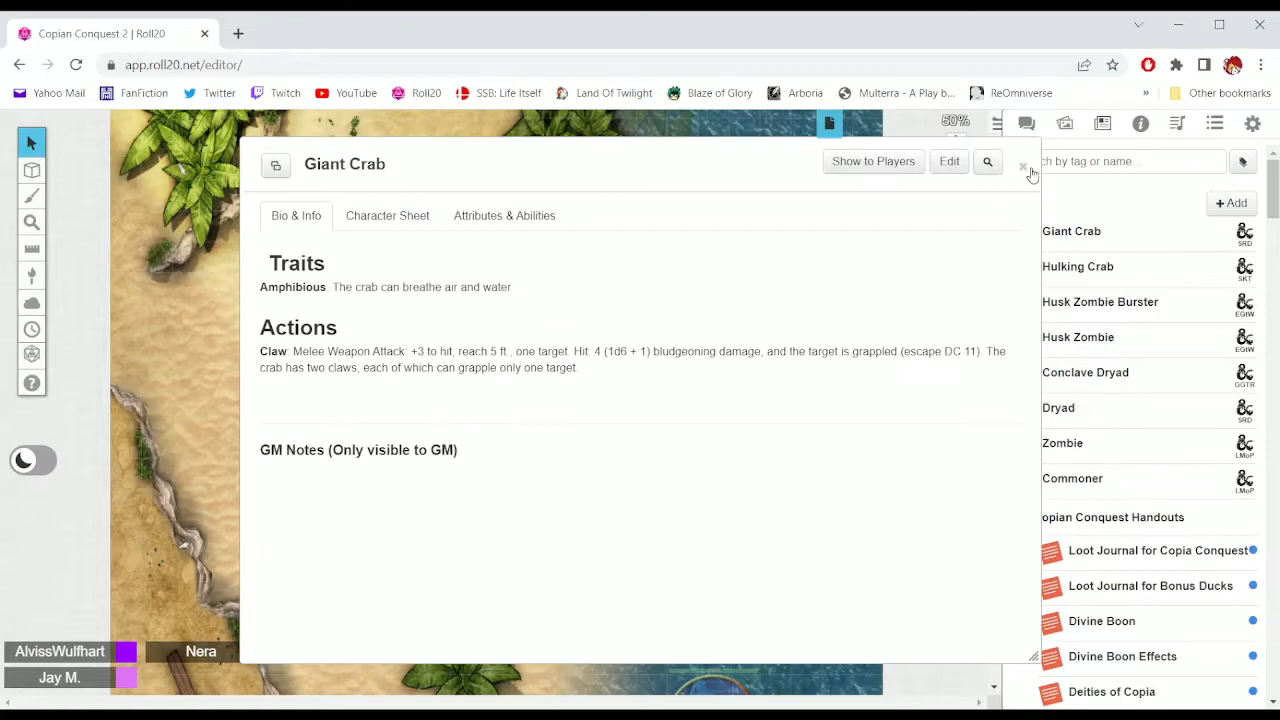 Copian Conquest 2 | Roll20
app.roll20.net/editor/
Yahoo Mail
FanFiction
Twitter
Twitch
YouTube
Roll20
SSB: Life Itself
Land Of Twilight
Blaze of Glory
Arboria
Multerra - A Play b...
ReOmniverse
»
Other bookmarks
50%
Giant Crab
Show to Players
Edit
ch by tag or name...
+ Add
Bio & Info
Character Sheet
Attributes & Abilities
Traits
Amphibious The crab can breathe air and water
Actions
Claw: Melee Weapon Attack: +3 to hit, reach 5 ft., one target. Hit: 4 (1d6 + 1) bludgeoning damage, and the target is grappled (escape DC 11). The
crab has two claws, each of which can grapple only one target.
GM Notes (Only visible to GM)
Giant Crab
SRD
Hulking Crab
SKT
Husk Zombie Burster
EGtW
Husk Zombie
EGtW
Conclave Dryad
GGTR
Dryad
SRD
Zombie
LMoP
Commoner
LMoP
opian Conquest Handouts
Loot Journal for Copia Conquest
Loot Journal for Bonus Ducks
Divine Boon
Divine Boon Effects
Deities of Copia
AlvissWulfhart
Nera
Jay M.